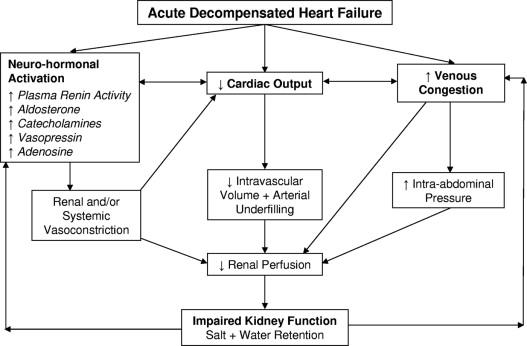 Acute Decompensated Heart Failure
Neuro-hormonal
Activation
↑ Plasma Renin Activity
↑ Aldosterone
↑ Catecholamines
↑ Vasopressin
↑ Adenosine
↓ Cardiac Output
↑ Venous
Congestion
Renal and/or
Systemic
Vasoconstriction
↓ Intravascular
Volume + Arterial
Underfilling
↑ Intra-abdominal
Pressure
↓ Renal Perfusion
Impaired Kidney Function
Salt + Water Retention